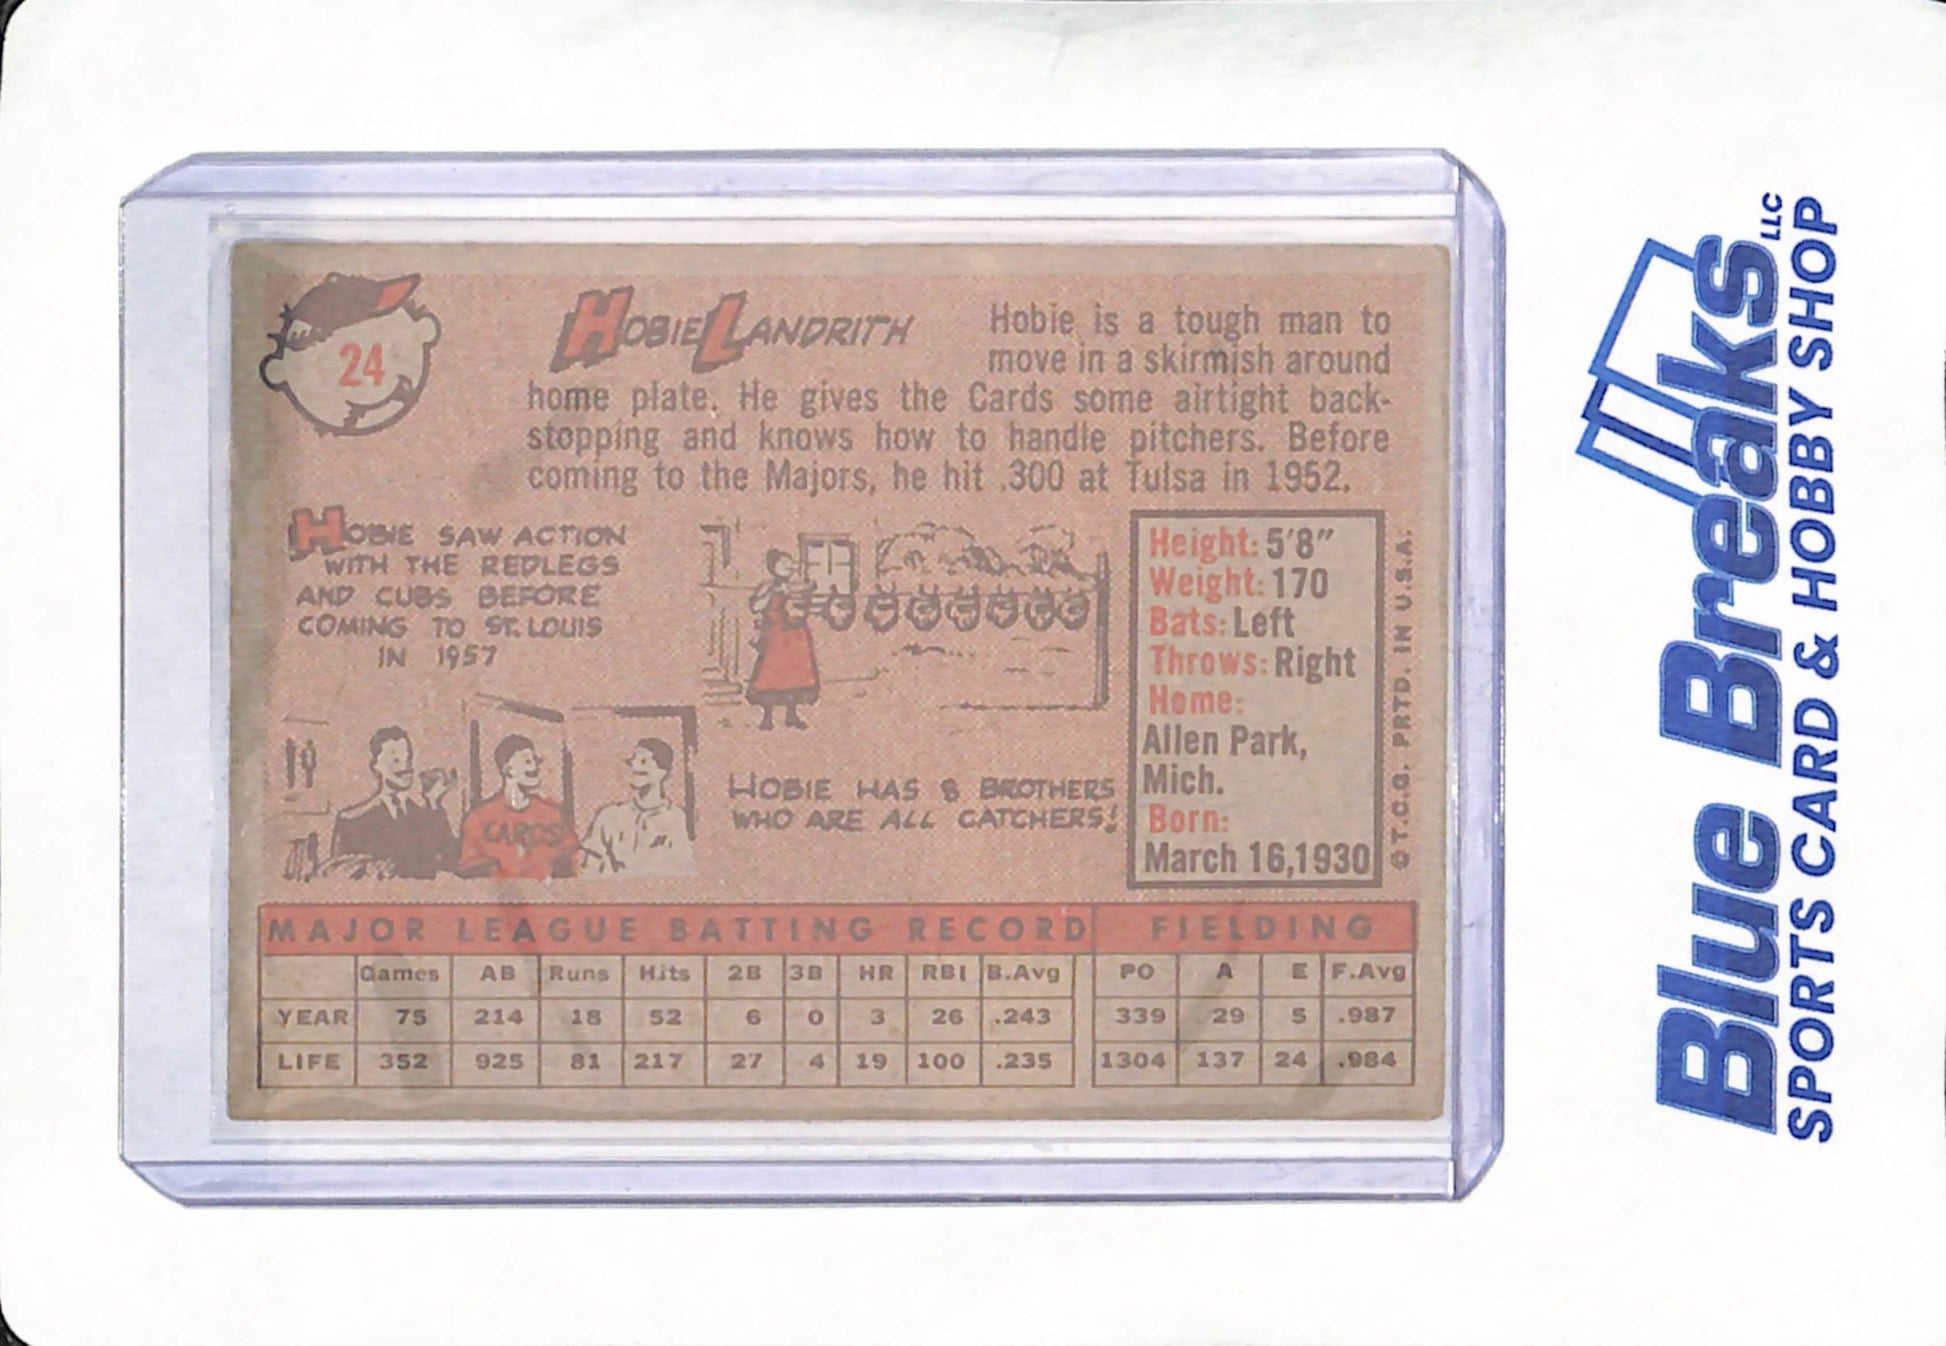 24
HOBIE LANDRITH
Hobie is a tough man to
move in a skirmish around
home plate. He gives the Cards some airtight back-
stopping and knows how to handle pitchers. Before
coming to the Majors, he hit .300 at Tulsa in 1952.
HOBIE SAW ACTION
WITH THE REDLEGS
AND CUBS BEFORE
COMING TO ST. LOUIS
IN 1957
CARDS
HOBIE HAS 8 BROTHERS
WHO ARE ALL CATCHERS!
Height: 5'8"
Weight: 170
Bats: Left
Throws: Right
Home:
Allen Park,
Mich.
Born:
March 16,1930
© T.C.G. PRTD. IN U.S.A.
MAJOR LEAGUE BATTING RECORD FIELDING
Games AB Runs Hits 2B 3B HR RBI B.Avg PO A E F.Avg
YEAR 75 214 18 52 6 0 3 26 .243 339 29 5 .987
LIFE 352 925 81 217 27 4 19 100 .235 1304 137 24 .984
Blue Breaks LLC
SPORTS CARD & HOBBY SHOP